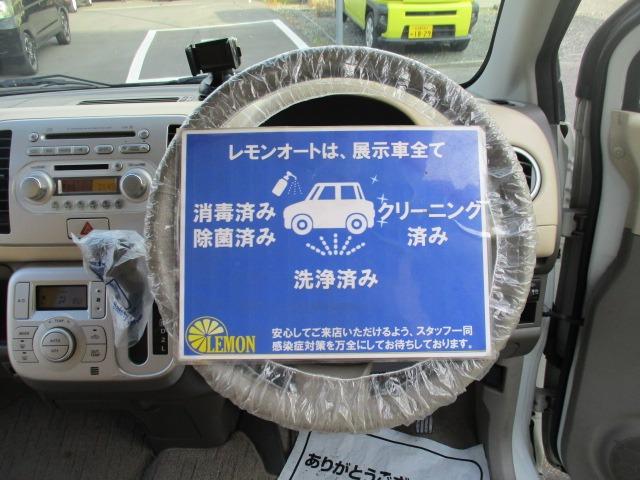 レモンオートは、展示車全て
消毒済み
除菌済み
クリーニング
済み
洗浄済み
LEMON
安心してご来店いただけるよう、スタッフ一同
感染症対策を万全にしてお待ちしております。
ありがとうござ
AUTO
D
2
L